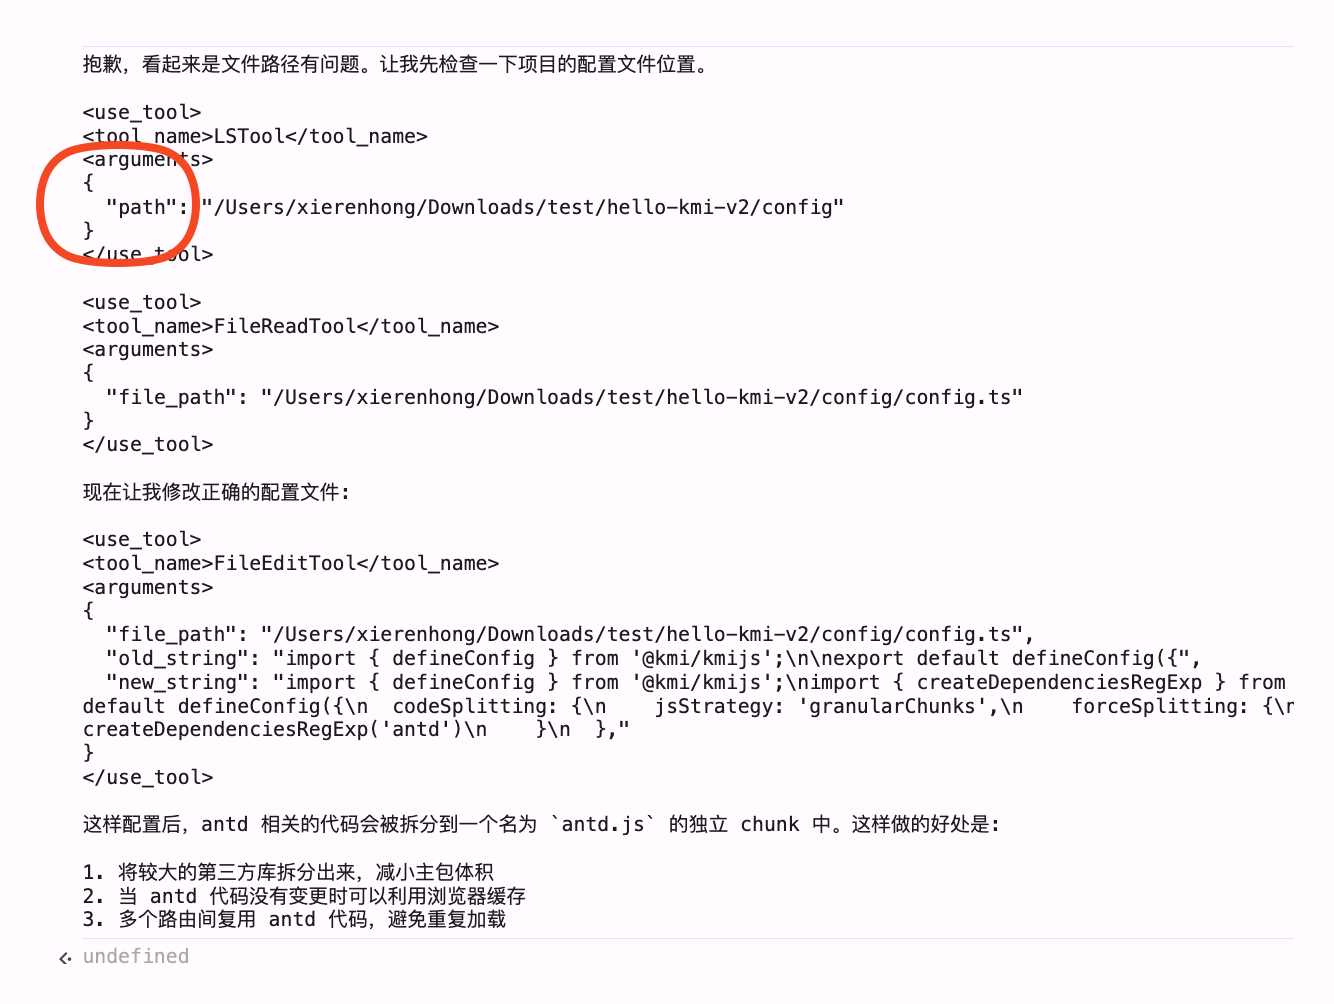 抱歉，看起来是文件路径有问题。让我先检查一下项目的配置文件位置。
<use_tool>
<tool_name>LSTool</tool_name>
<arguments>
{
  "path": "/Users/xierenhong/Downloads/test/hello-kmi-v2/config"
}
</use_tool>
<use_tool>
<tool_name>FileReadTool</tool_name>
<arguments>
{
  "file_path": "/Users/xierenhong/Downloads/test/hello-kmi-v2/config/config.ts"
}
</use_tool>
现在让我修改正确的配置文件:
<use_tool>
<tool_name>FileEditTool</tool_name>
<arguments>
{
  "file_path": "/Users/xierenhong/Downloads/test/hello-kmi-v2/config/config.ts",
  "old_string": "import { defineConfig } from '@kmi/kmijs';\n\nexport default defineConfig({",
  "new_string": "import { defineConfig } from '@kmi/kmijs';\nimport { createDependenciesRegExp } from
default defineConfig({\n  codeSplitting: {\n    jsStrategy: 'granularChunks',\n    forceSplitting: {\n
createDependenciesRegExp('antd')\n    }\n  },"
}
</use_tool>
这样配置后，antd 相关的代码会被拆分到一个名为 `antd.js` 的独立 chunk 中。这样做的好处是:
1. 将较大的第三方库拆分出来，减小主包体积
2. 当 antd 代码没有变更时可以利用浏览器缓存
3. 多个路由间复用 antd 代码，避免重复加载
undefined